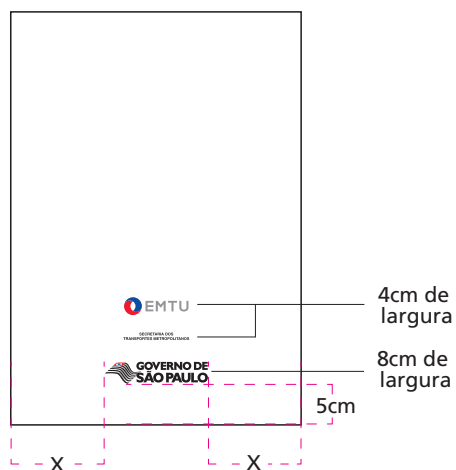 EMTU
SECRETARIA DOS
TRANSPORTES METROPOLITANOS
GOVERNO DE
SÃO PAULO
4cm de
largura
8cm de
largura
5cm
x
x